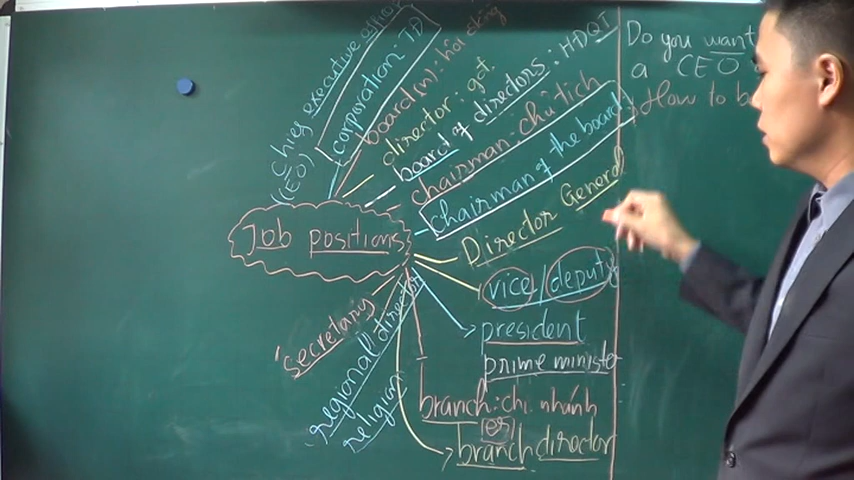 Chief executive officer
(CEO)
corporation: TĐ
board(n): hội đồng
director: gđ.
board of directors: HĐQT
chairman: chủ tịch
chairman of the board
Director General
Job positions
vice/deputy
president
prime minister
branch: chi nhánh
es
branch director
regional director
religian
secretary
Do you want
a CEO
How to b